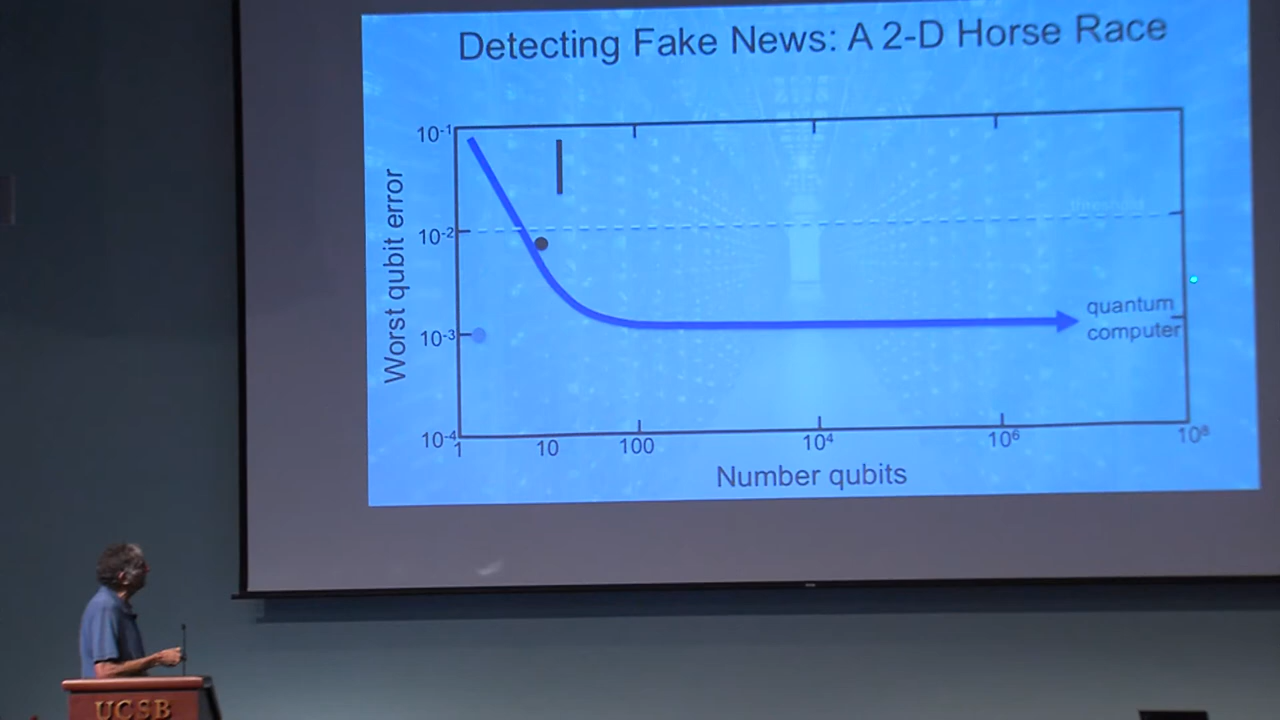 Detecting Fake News: A 2-D Horse Race
10⁻¹
10⁻²
10⁻³
10⁻⁴
Worst qubit error
threshold
quantum
computer
1
10
100
10⁴
10⁶
10⁸
Number qubits
UCSB